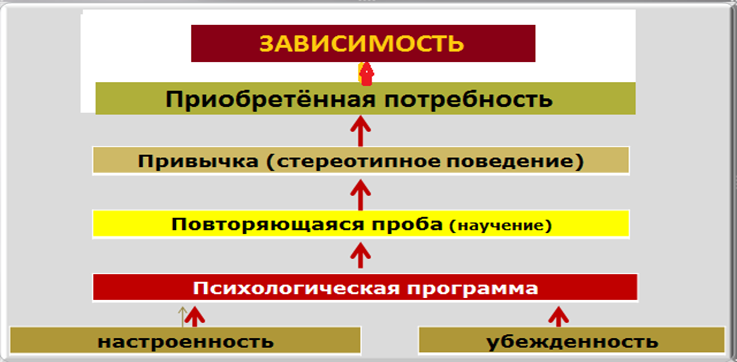 ЗАВИСИМОСТЬ
Приобретённая потребность
Привычка (стереотипное поведение)
Повторяющаяся проба (научение)
Психологическая программа
настроенность
убежденность